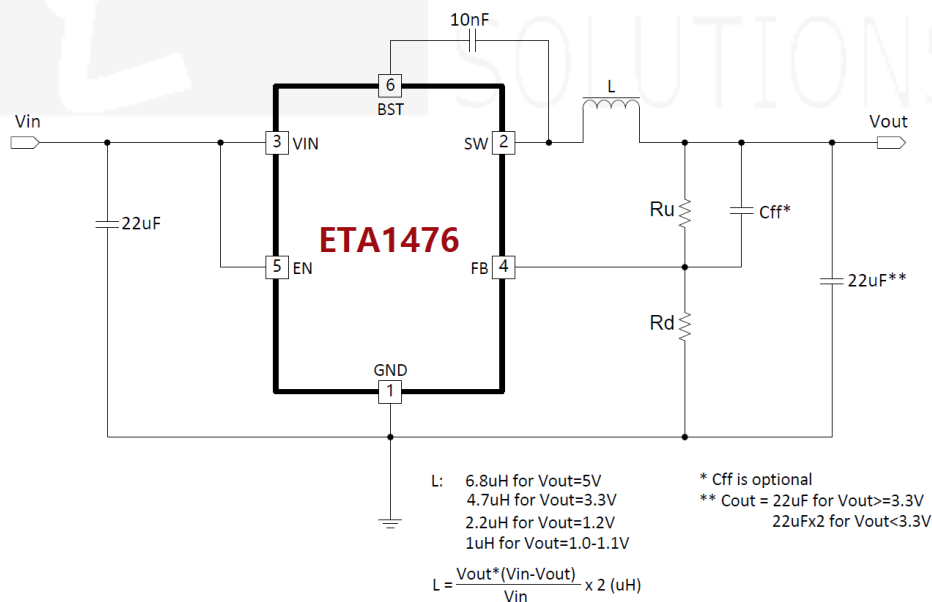 SOLUTIONS
10nF
6
BST
L
Vin
Vout
3 VIN
SW 2
Ru
Cff*
22uF
ETA1476
5 EN
FB 4
22uF**
Rd
GND
1
L: 6.8uH for Vout=5V
4.7uH for Vout=3.3V
2.2uH for Vout=1.2V
1uH for Vout=1.0-1.1V
* Cff is optional
** Cout = 22uF for Vout>=3.3V
22uFx2 for Vout<3.3V
L = Vout*(Vin-Vout)
Vin
x 2 (uH)